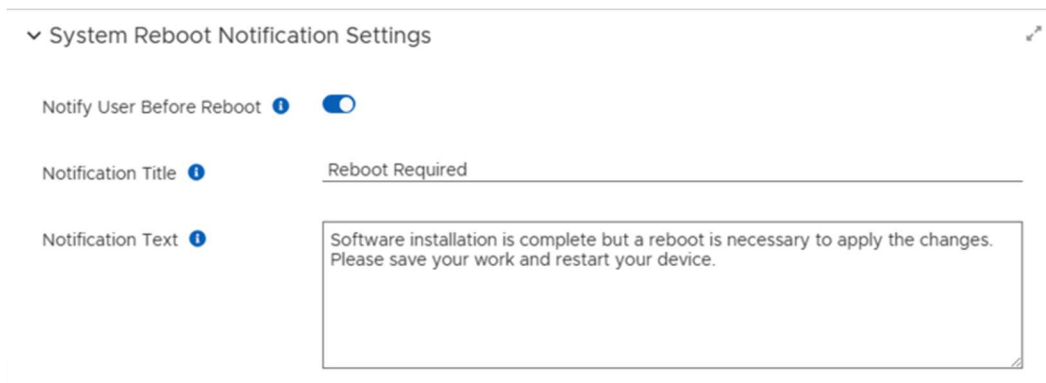 System Reboot Notification Settings
Notify User Before Reboot
Notification Title
Reboot Required
Notification Text
Software installation is complete but a reboot is necessary to apply the changes.
Please save your work and restart your device.